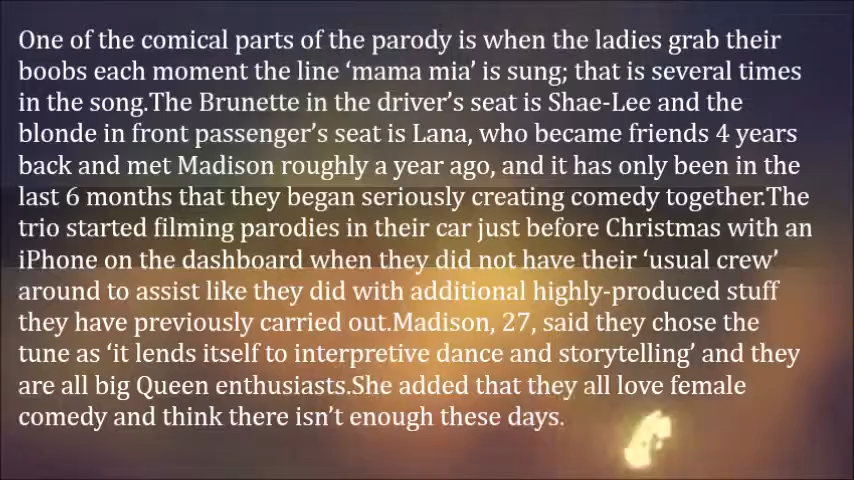 One of the comical parts of the parody is when the ladies grab their
boobs each moment the line ‘mama mia’ is sung; that is several times
in the song.The Brunette in the driver’s seat is Shae-Lee and the
blonde in front passenger’s seat is Lana, who became friends 4 years
back and met Madison roughly a year ago, and it has only been in the
last 6 months that they began seriously creating comedy together.The
trio started filming parodies in their car just before Christmas with an
iPhone on the dashboard when they did not have their ‘usual crew’
around to assist like they did with additional highly-produced stuff
they have previously carried out.Madison, 27, said they chose the
tune as ‘it lends itself to interpretive dance and storytelling’ and they
are all big Queen enthusiasts.She added that they all love female
comedy and think there isn’t enough these days.